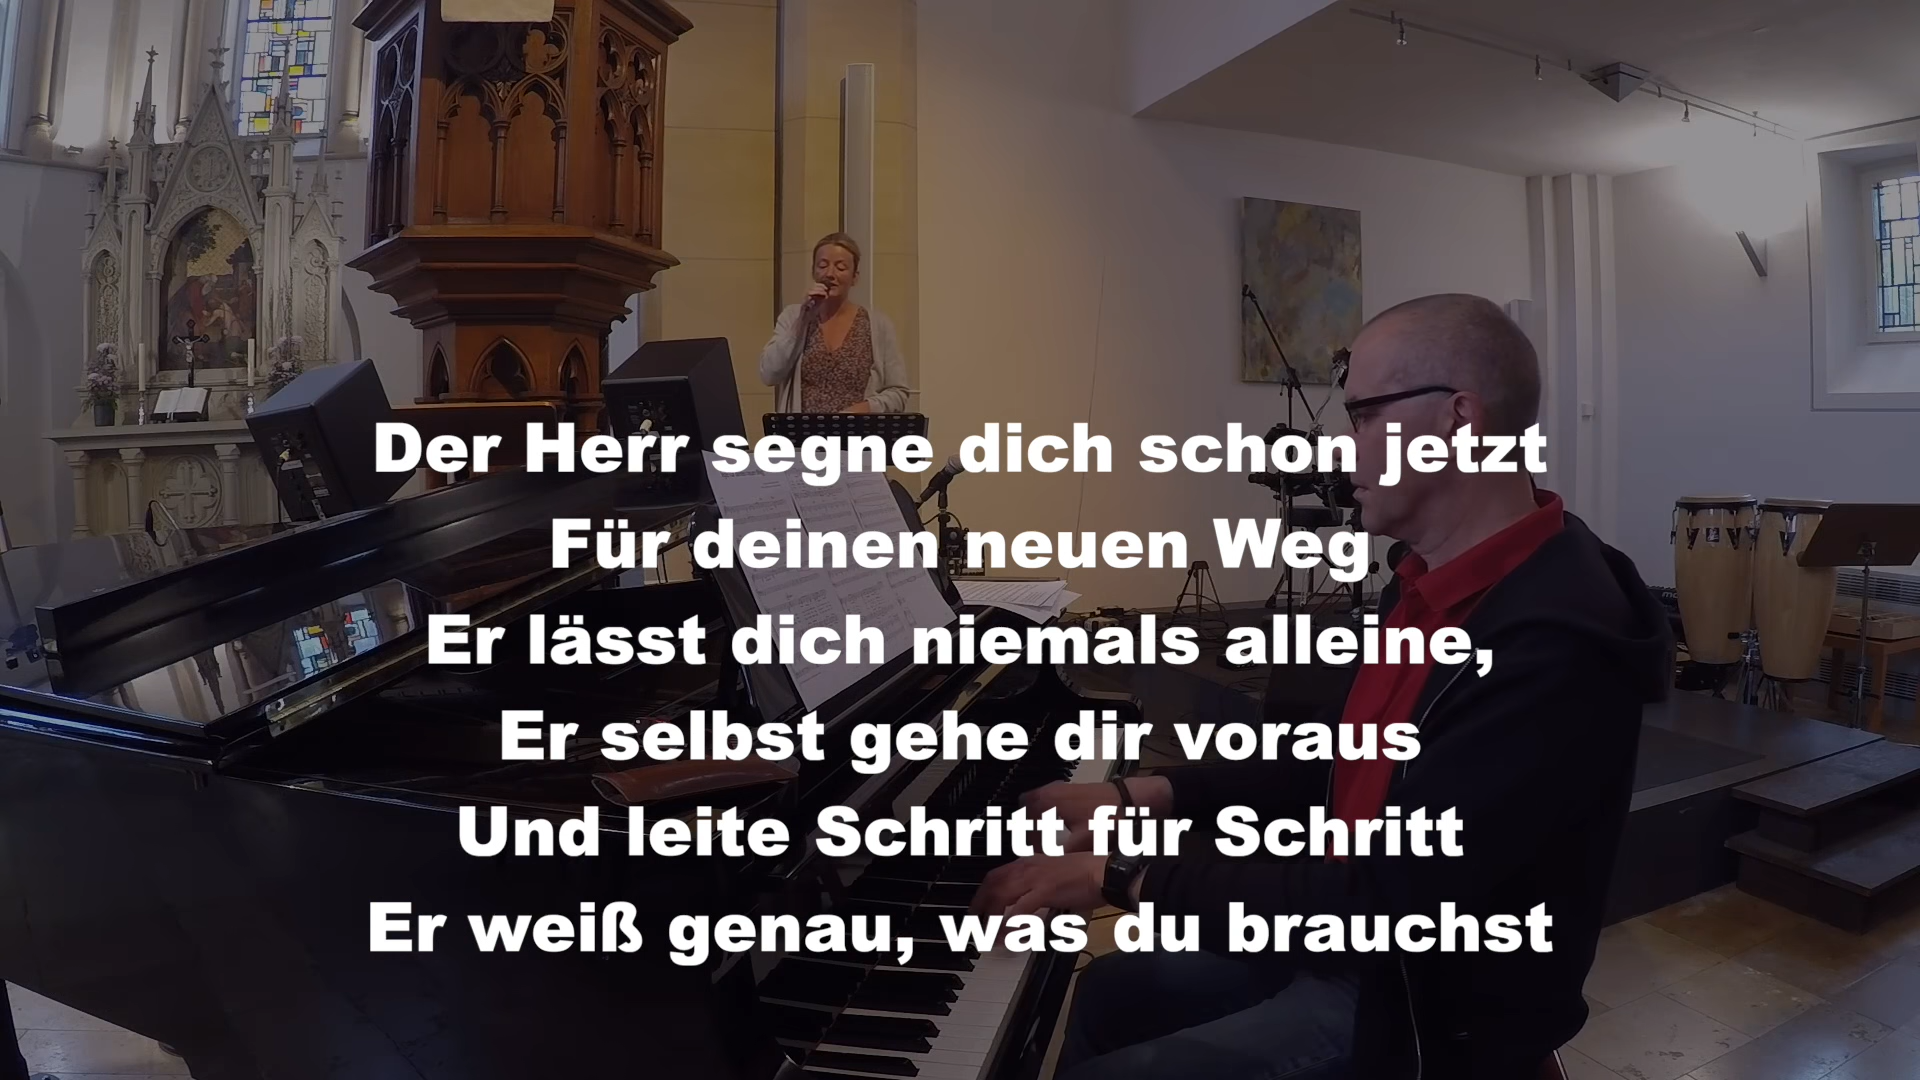 Der Herr segne dich schon jetzt
Für deinen neuen Weg
Er lässt dich niemals alleine,
Er selbst gehe dir voraus
Und leite Schritt für Schritt
Er weiß genau, was du brauchst